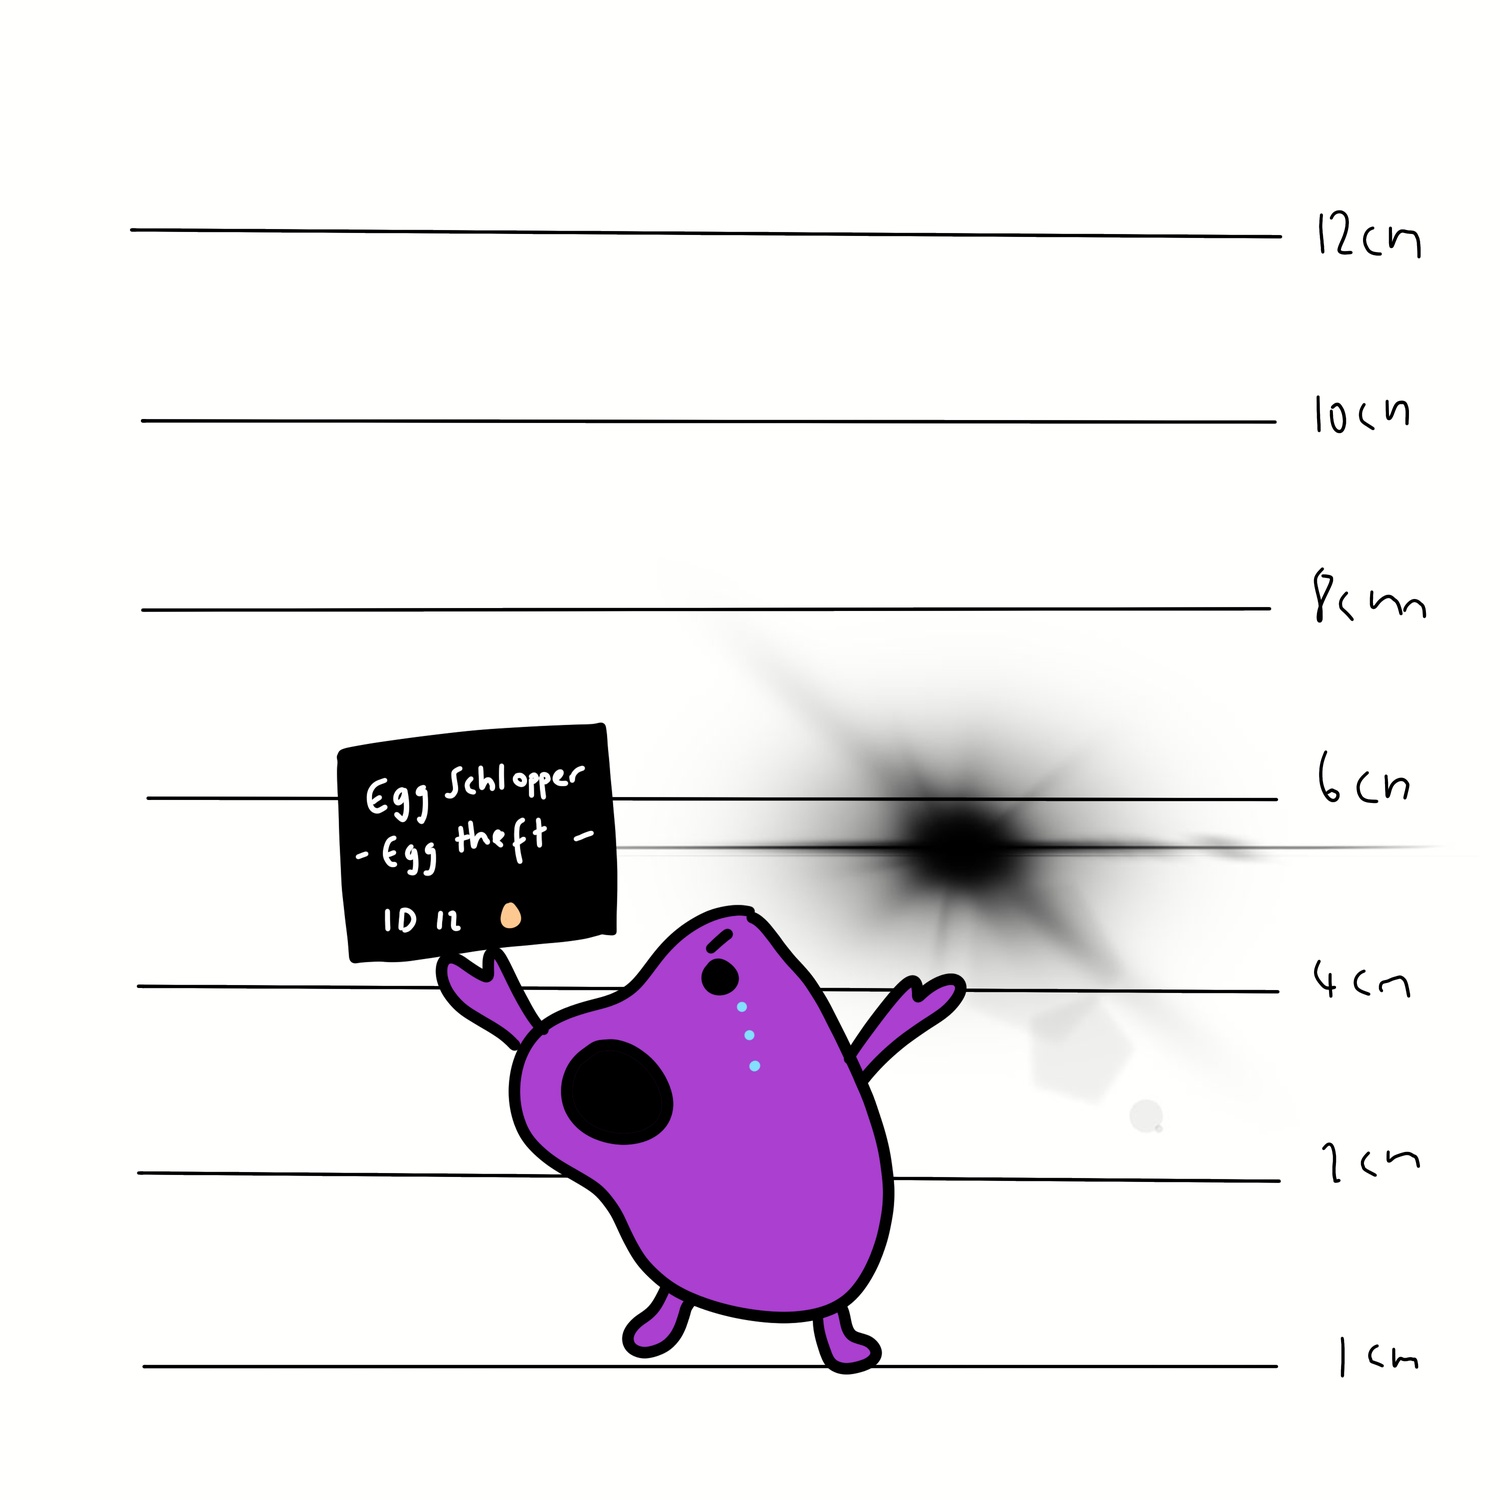 12cm
10cm
8cm
6cm
Egg Schlopper
- Egg theft -
ID 12
4cm
2cm
1cm